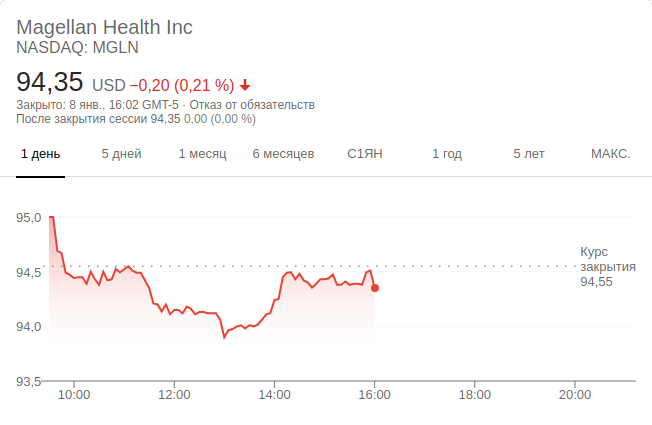 Magellan Health Inc
NASDAQ: MGLN
94,35 USD −0,20 (0,21 %)
Закрыто: 8 янв., 16:02 GMT-5 · Отказ от обязательств
После закрытия сессии 94,35 0,00 (0,00 %)
1 день 5 дней 1 месяц 6 месяцев С1ЯН 1 год 5 лет МАКС.
95,0
94,5
94,0
93,5
Курс
закрытия
94,55
10:00 12:00 14:00 16:00 18:00 20:00